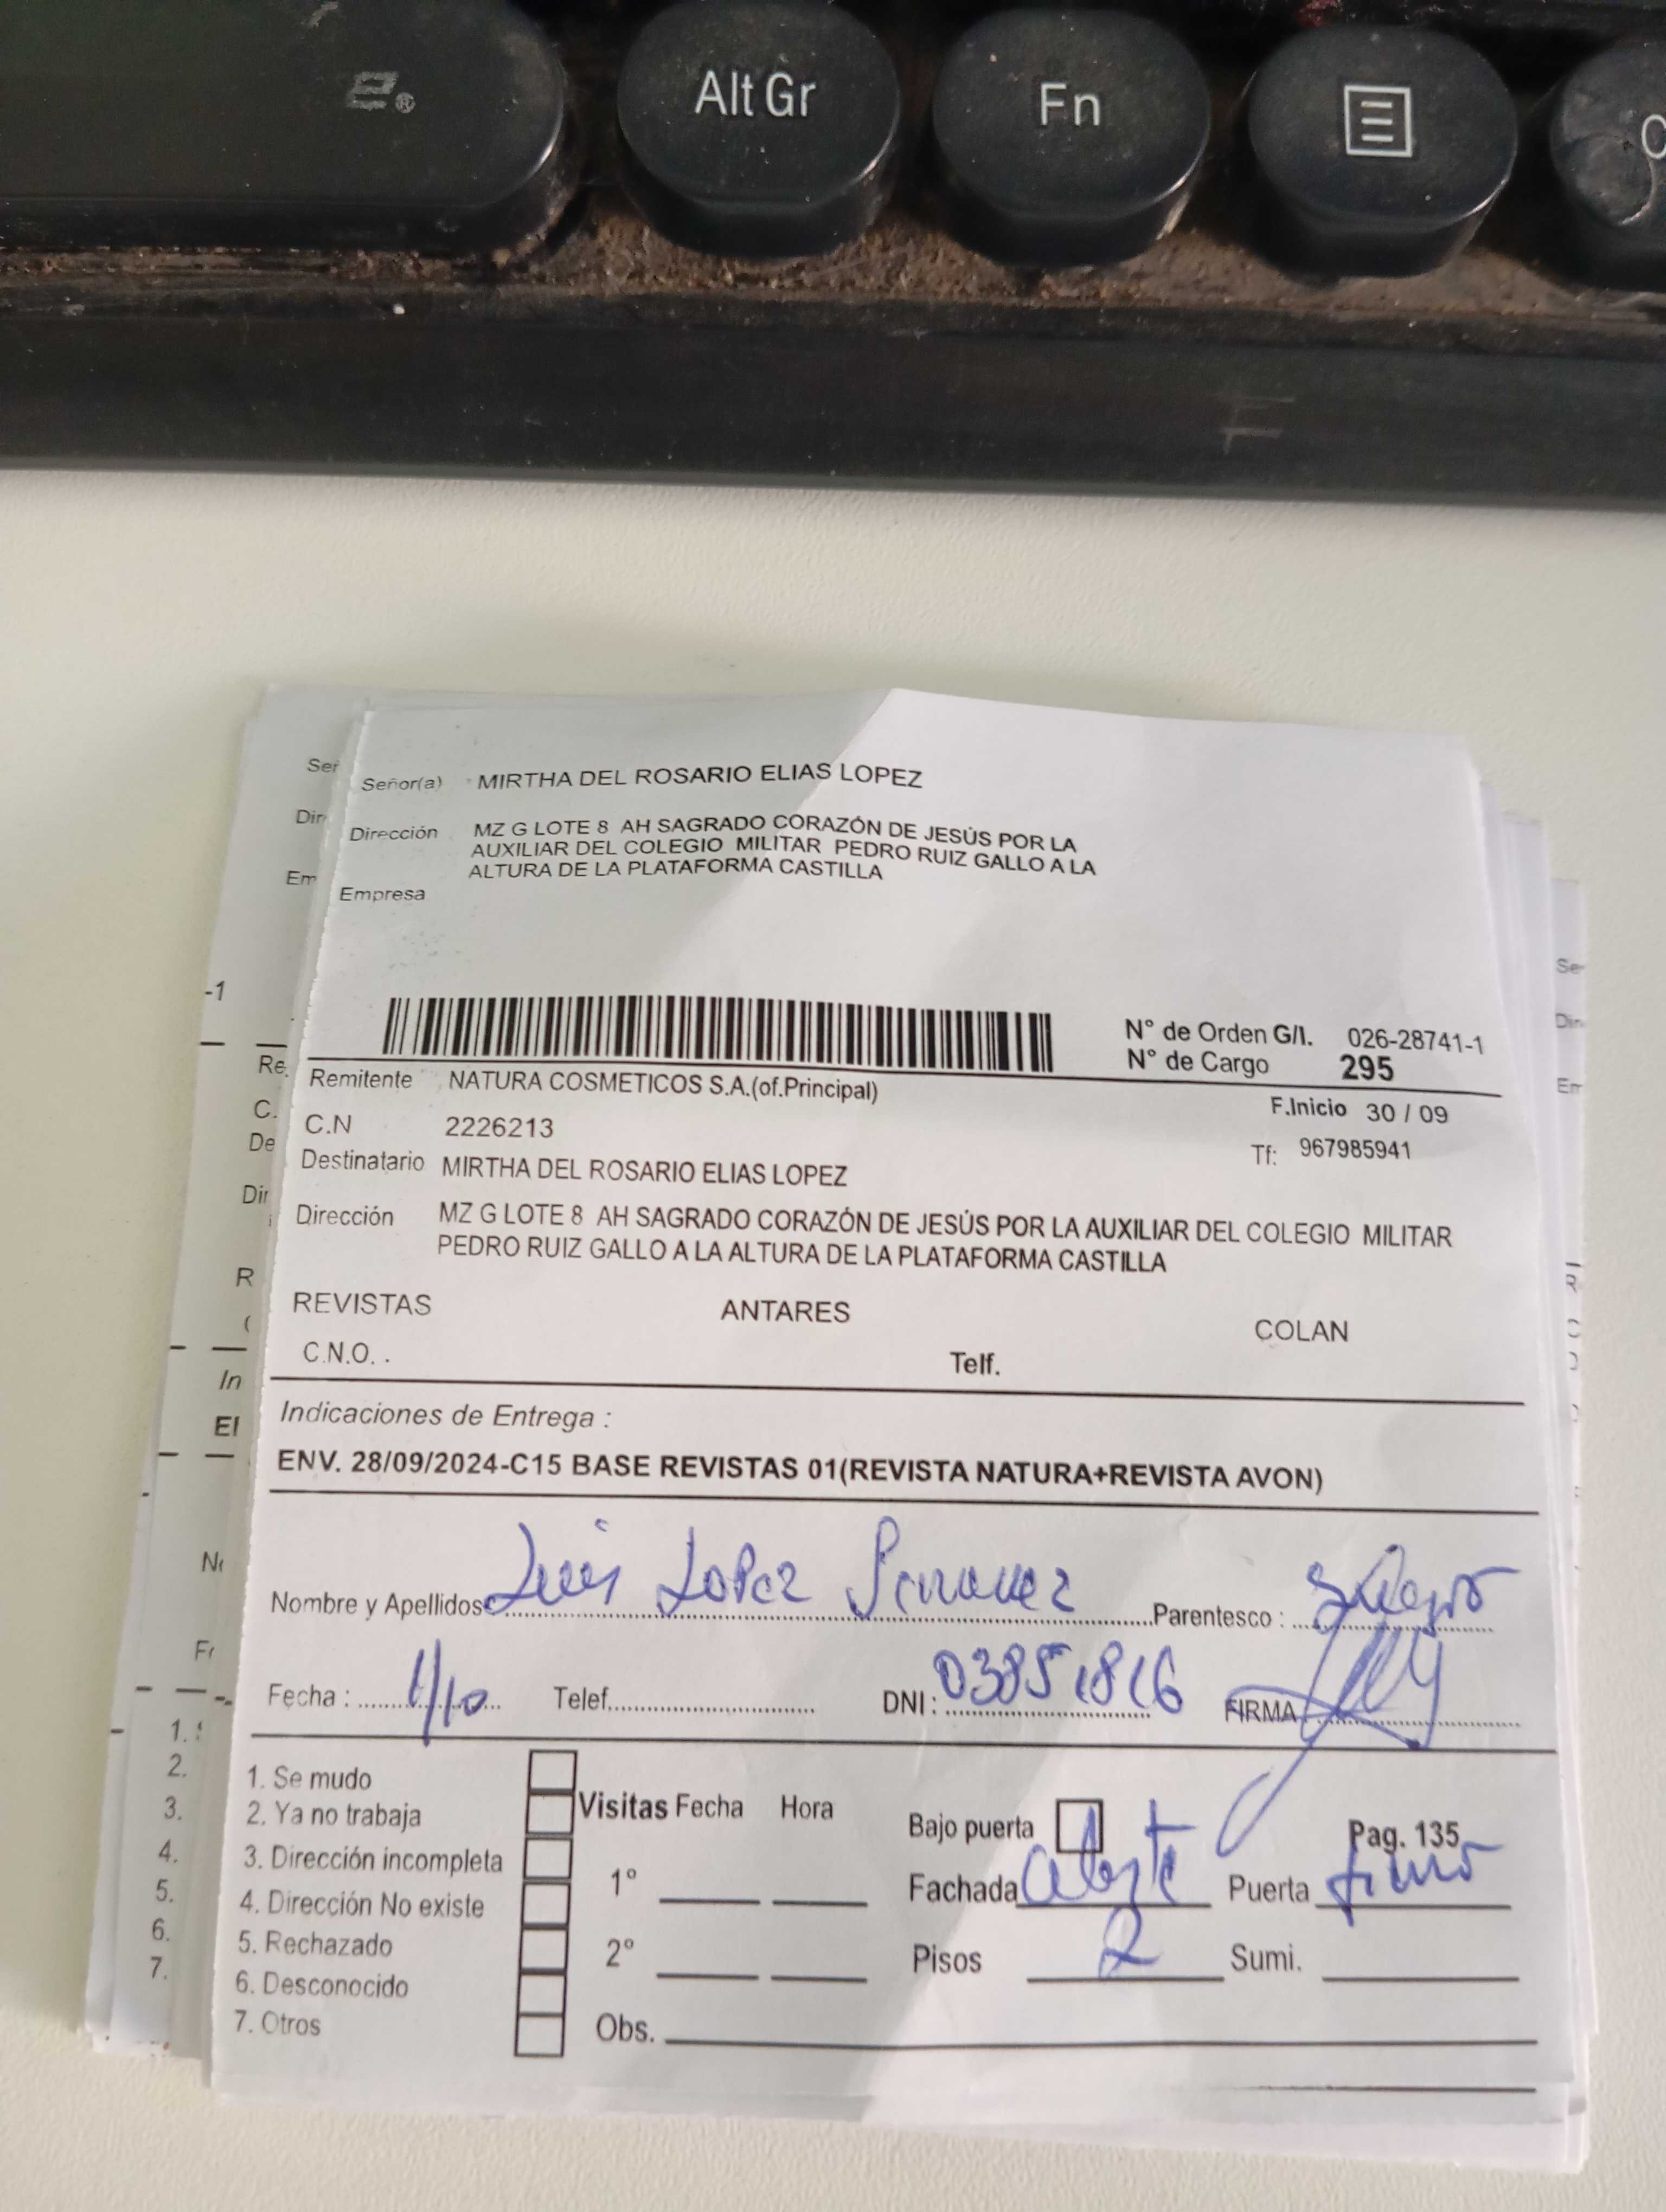 Alt Gr
Fn
Señor(a) MIRTHA DEL ROSARIO ELIAS LOPEZ
Dirección MZ G LOTE 8 AH SAGRADO CORAZÓN DE JESÚS POR LA
AUXILIAR DEL COLEGIO MILITAR PEDRO RUIZ GALLO A LA
ALTURA DE LA PLATAFORMA CASTILLA
Empresa
N° de Orden G/I. 026-28741-1
N° de Cargo 295
Remitente NATURA COSMETICOS S.A.(of.Principal)
F.Inicio 30 / 09
C.N 2226213
Tf: 967985941
Destinatario MIRTHA DEL ROSARIO ELIAS LOPEZ
Dirección MZ G LOTE 8 AH SAGRADO CORAZÓN DE JESÚS POR LA AUXILIAR DEL COLEGIO MILITAR
PEDRO RUIZ GALLO A LA ALTURA DE LA PLATAFORMA CASTILLA
REVISTAS ANTARES COLAN
C.N.O. . Telf.
Indicaciones de Entrega :
ENV. 28/09/2024-C15 BASE REVISTAS 01(REVISTA NATURA+REVISTA AVON)
Nombre y Apellidos Luis Lopez Parentesco :
Fecha : 1/10 Telef. DNI : 03851816 FIRMA
1. Se mudo
2. Ya no trabaja
3. Dirección incompleta
4. Dirección No existe
5. Rechazado
6. Desconocido
7. Otros
Visitas Fecha Hora
1°
2°
Obs.
Bajo puerta Pag. 135
Fachada Puerta
Pisos 2 Sumi.